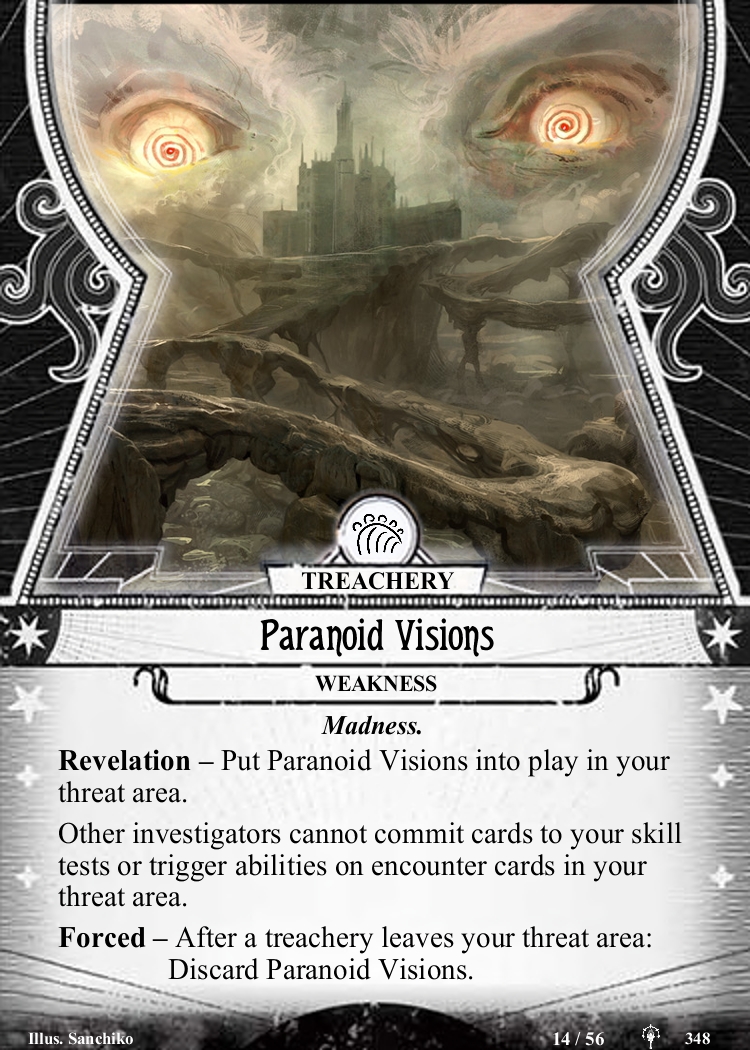 TREACHERY
Paranoid Visions
WEAKNESS
Madness.
Revelation – Put Paranoid Visions into play in your
threat area.
Other investigators cannot commit cards to your skill
tests or trigger abilities on encounter cards in your
threat area.
Forced – After a treachery leaves your threat area:
Discard Paranoid Visions.
Illus. Sanchiko 14 / 56 348